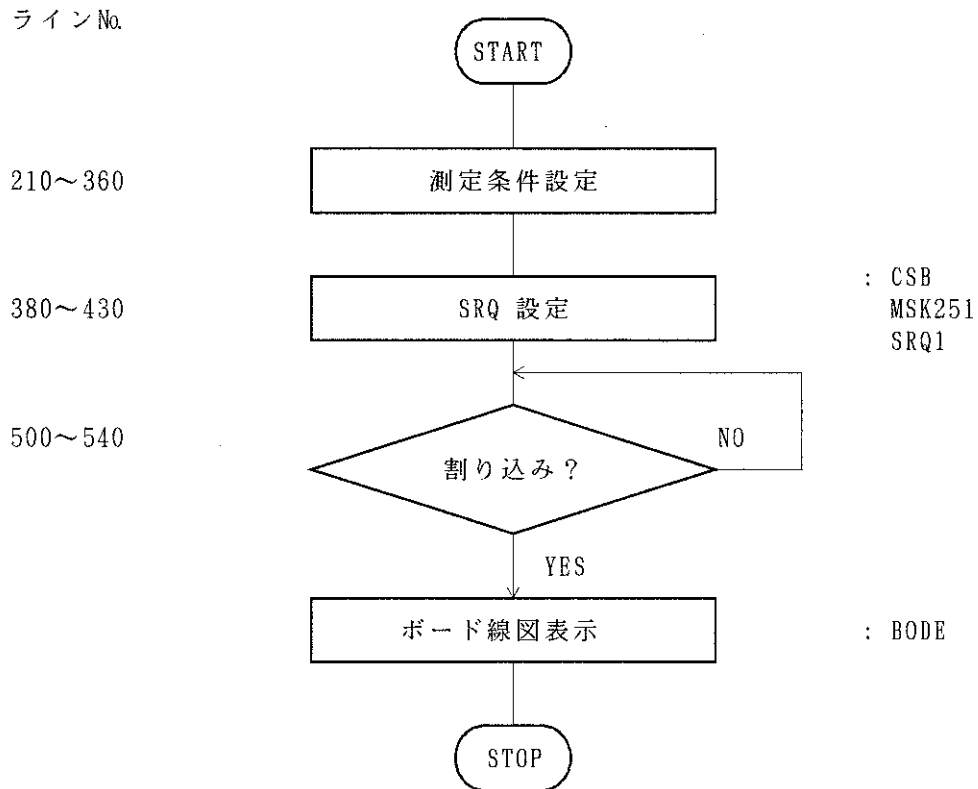 ラインNo.
START
210～360
測定条件設定
380～430
SRQ 設定
: CSB
MSK251
SRQ1
500～540
割り込み？
NO
YES
ボード線図表示
: BODE
STOP